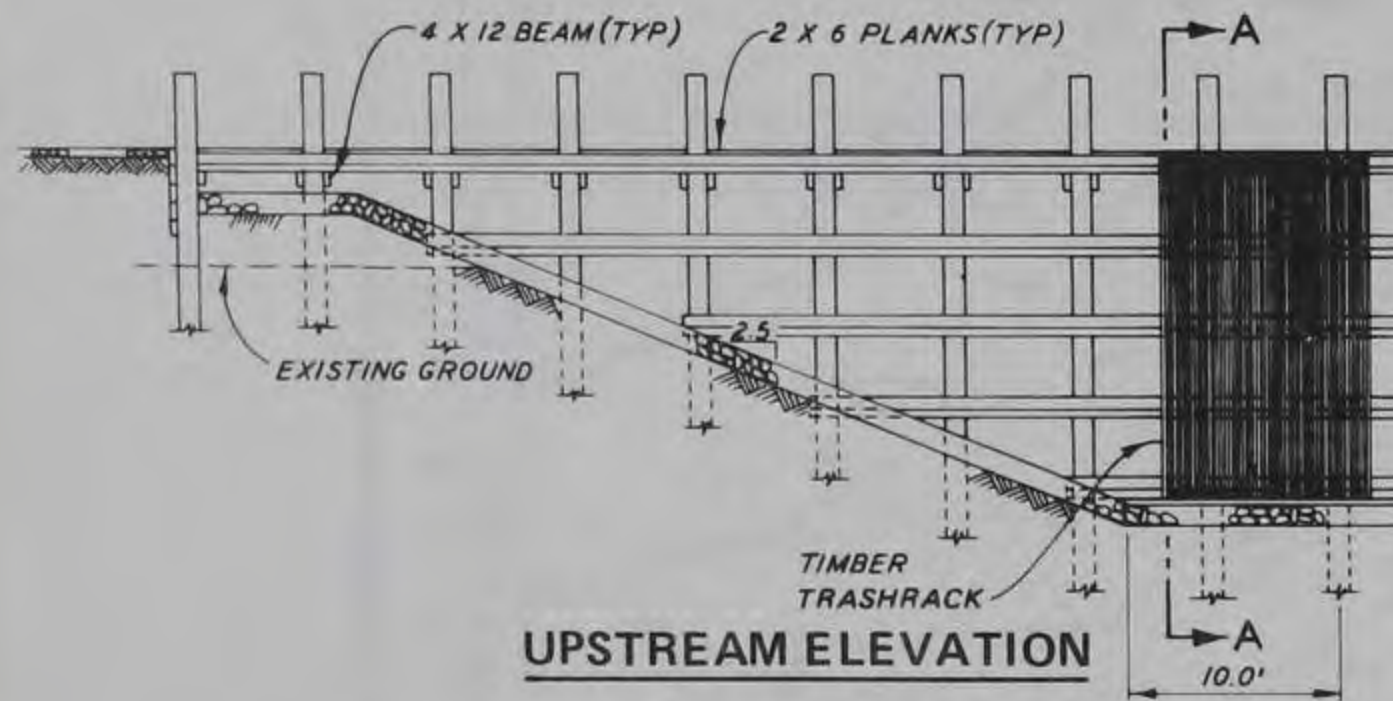 4 X 12 BEAM (TYP)
2 X 6 PLANKS (TYP)
A
2.5
EXISTING GROUND
TIMBER
TRASHRACK
A
UPSTREAM ELEVATION
10.0'